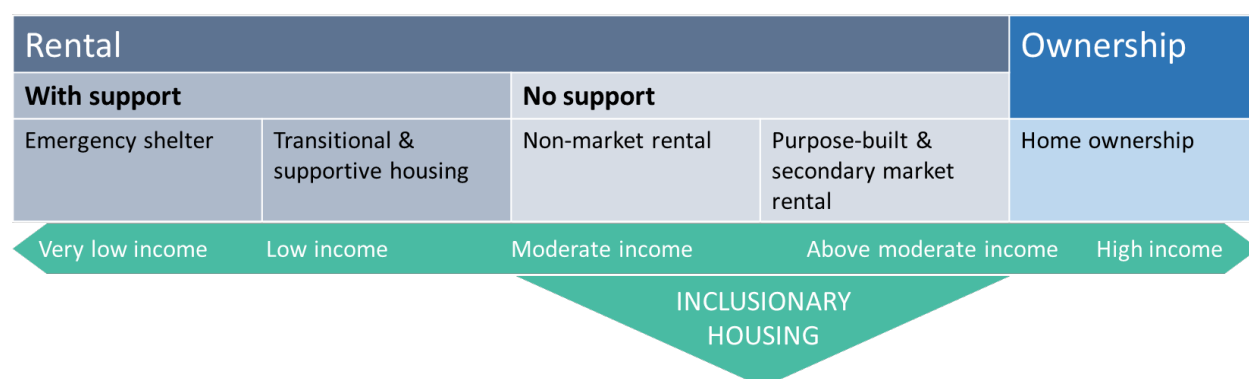 Rental
Ownership
With support
No support
Emergency shelter
Transitional &
supportive housing
Non-market rental
Purpose-built &
secondary market
rental
Home ownership
Very low income
Low income
Moderate income
Above moderate income
High income
INCLUSIONARY
HOUSING